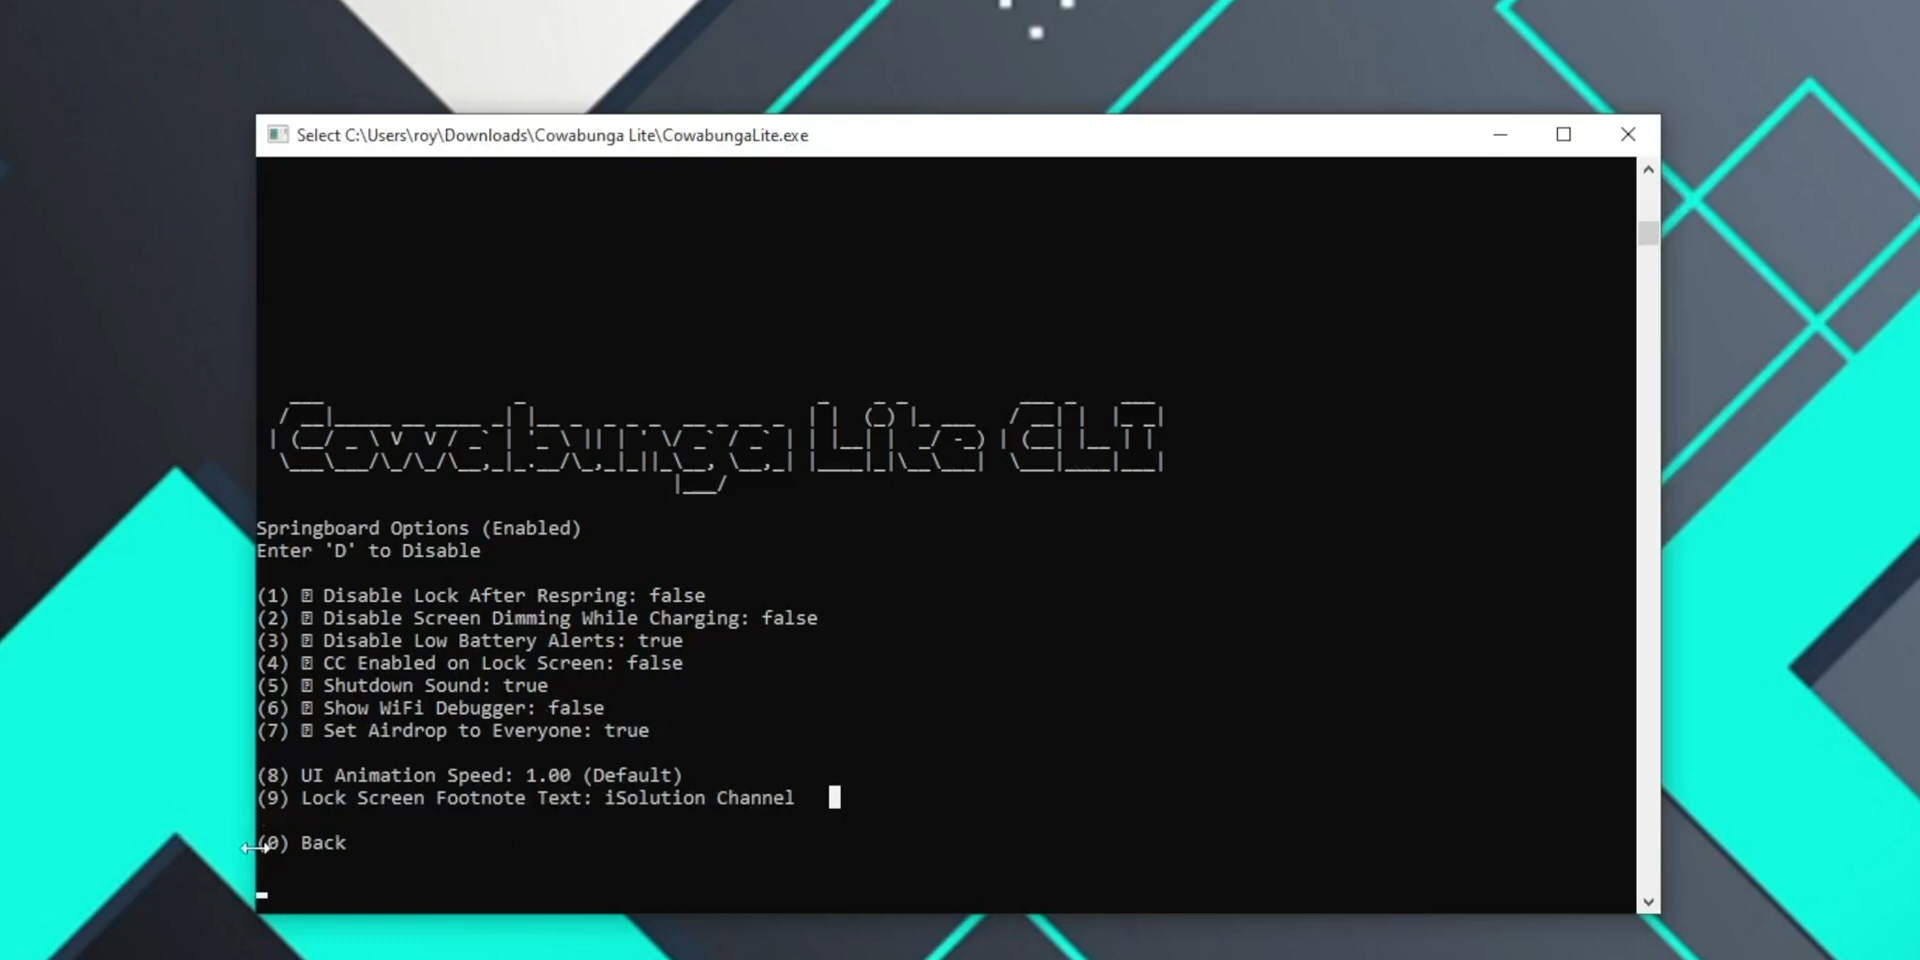 Select C:\Users\roy\Downloads\Cowabunga Lite\CowabungaLite.exe
Cowabunga Lite CLI
Springboard Options (Enabled)
Enter 'D' to Disable
(1) ⍰ Disable Lock After Respring: false
(2) ⍰ Disable Screen Dimming While Charging: false
(3) ⍰ Disable Low Battery Alerts: true
(4) ⍰ CC Enabled on Lock Screen: false
(5) ⍰ Shutdown Sound: true
(6) ⍰ Show WiFi Debugger: false
(7) ⍰ Set Airdrop to Everyone: true
(8) UI Animation Speed: 1.00 (Default)
(9) Lock Screen Footnote Text: iSolution Channel
(0) Back